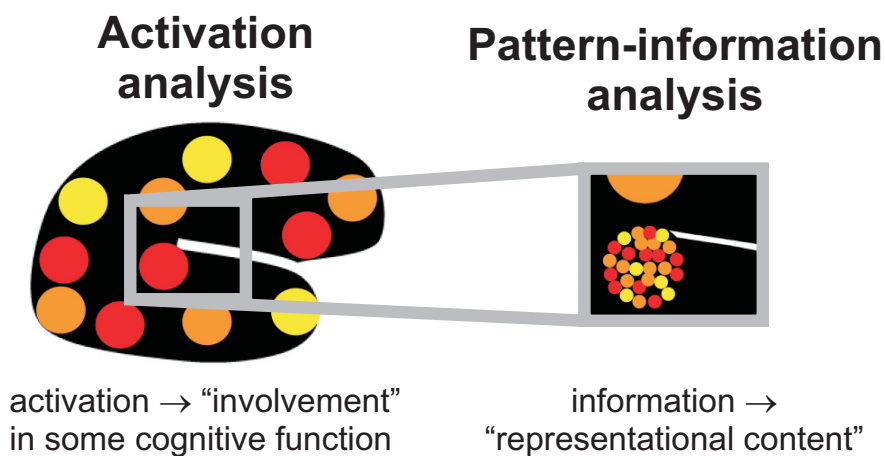 Activation
analysis
Pattern-information
analysis
activation → “involvement”
in some cognitive function
information →
“representational content”